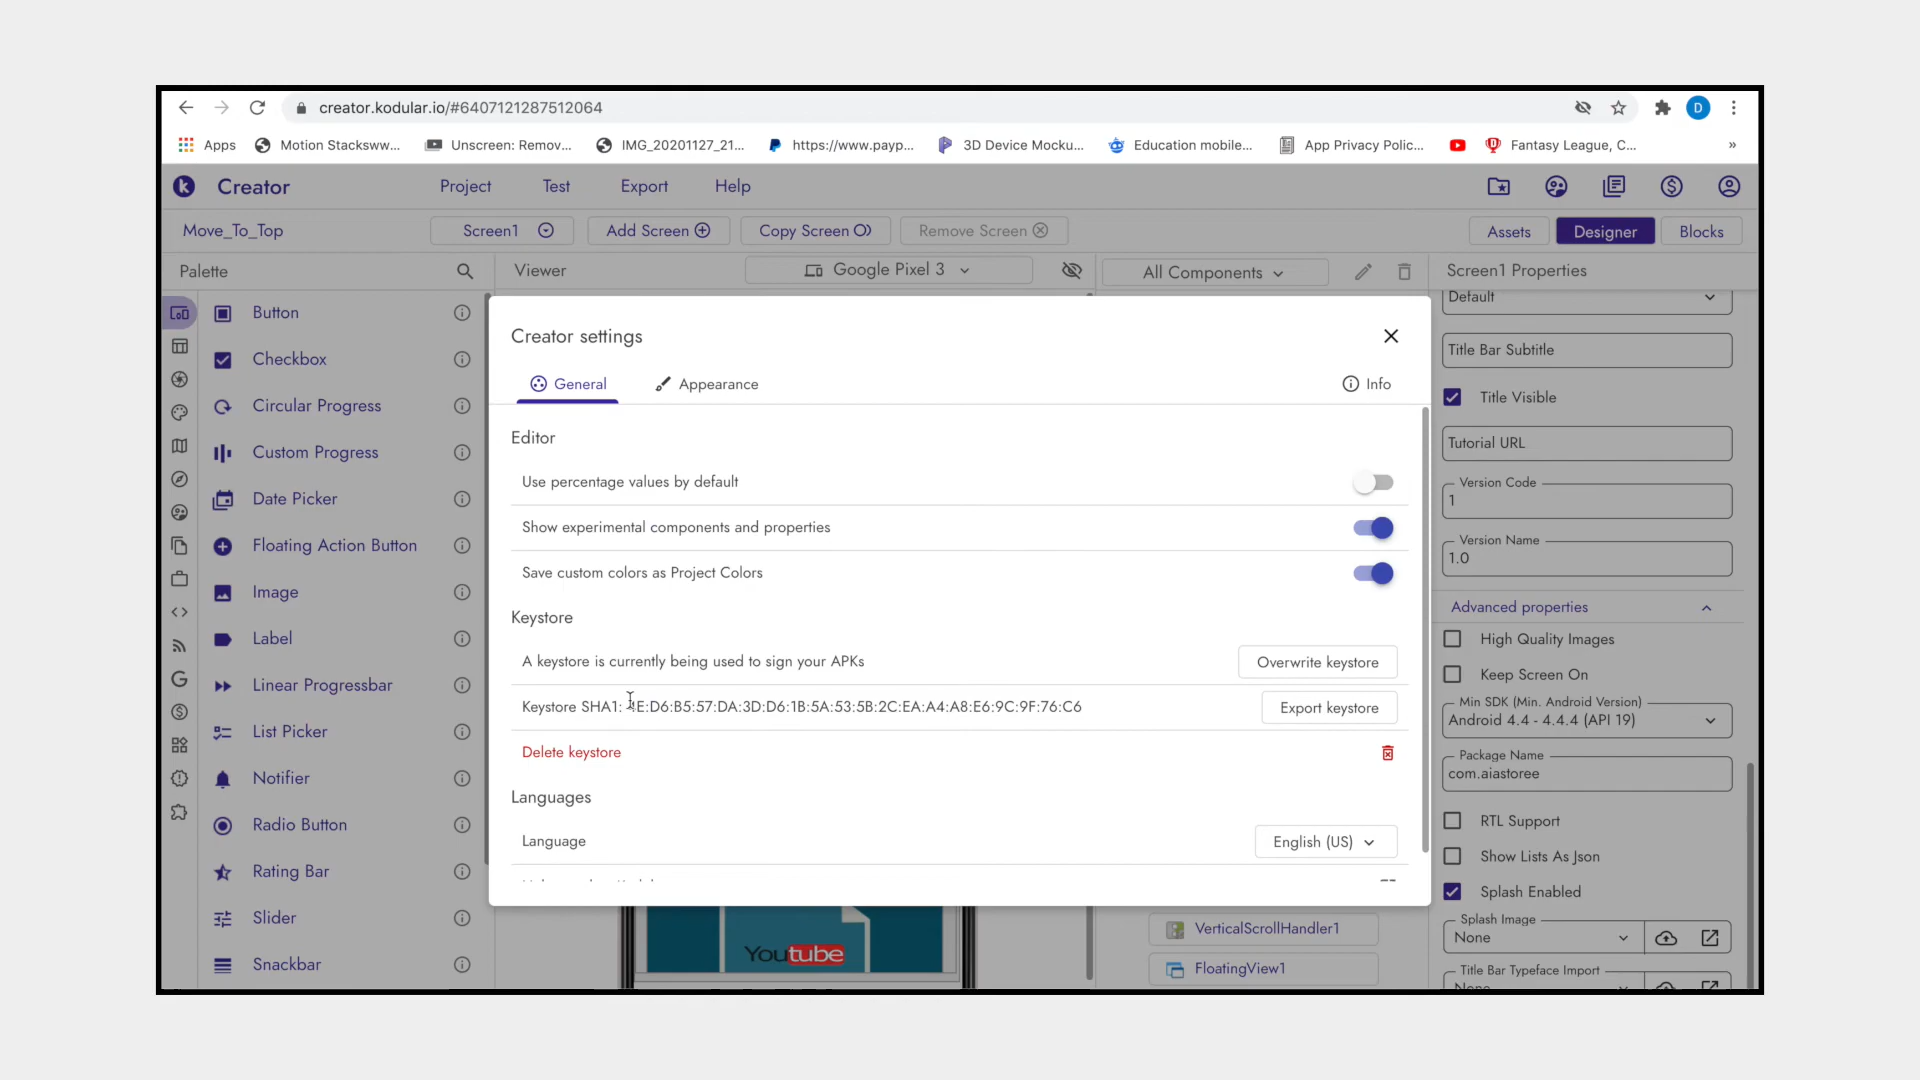 creator.kodular.io/#6407121287512064
D
Apps
Motion Stacksww...
Unscreen: Remov...
IMG_20201127_21...
https://www.payp...
3D Device Mocku...
Education mobile...
App Privacy Polic...
Fantasy League, C...
»
Creator
Project
Test
Export
Help
Move_To_Top
Screen1
Add Screen
Copy Screen
Remove Screen
Assets
Designer
Blocks
Palette
Viewer
Google Pixel 3
All Components
Screen1 Properties
Button
Checkbox
Circular Progress
Custom Progress
Date Picker
Floating Action Button
Image
Label
Linear Progressbar
List Picker
Notifier
Radio Button
Rating Bar
Slider
Snackbar
Creator settings
General
Appearance
Info
Editor
Use percentage values by default
Show experimental components and properties
Save custom colors as Project Colors
Keystore
A keystore is currently being used to sign your APKs
Overwrite keystore
Keystore SHA1: E:D6:B5:57:DA:3D:D6:1B:5A:53:5B:2C:EA:A4:A8:E6:9C:9F:76:C6
Export keystore
Delete keystore
Languages
Language
English (US)
Youtube
VerticalScrollHandler1
FloatingView1
Default
Title Bar Subtitle
Title Visible
Tutorial URL
Version Code
1
Version Name
1.0
Advanced properties
High Quality Images
Keep Screen On
Min SDK (Min. Android Version)
Android 4.4 - 4.4.4 (API 19)
Package Name
com.aiastoree
RTL Support
Show Lists As Json
Splash Enabled
Splash Image
None
Title Bar Typeface Import
None